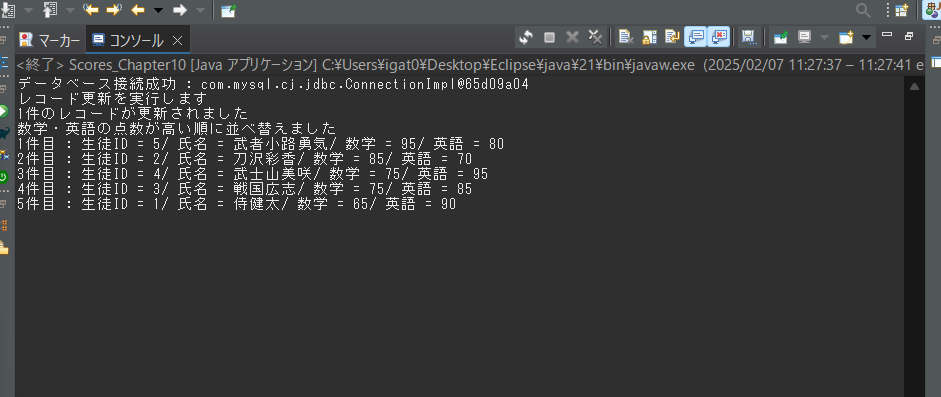 マーカー コンソール ×
<終了> Scores_Chapter10 [Java アプリケーション] C:¥Users¥igat0¥Desktop¥Eclipse¥java¥21¥bin¥javaw.exe (2025/02/07 11:27:37 – 11:27:41 e
データベース接続成功 : com.mysql.cj.jdbc.ConnectionImpl@65d09a04
レコード更新を実行します
1件のレコードが更新されました
数学・英語の点数が高い順に並べ替えました
1件目 : 生徒ID = 5/ 氏名 = 武者小路勇気/ 数学 = 95/ 英語 = 80
2件目 : 生徒ID = 2/ 氏名 = 刀沢彩香/ 数学 = 85/ 英語 = 70
3件目 : 生徒ID = 4/ 氏名 = 武士山美咲/ 数学 = 75/ 英語 = 95
4件目 : 生徒ID = 3/ 氏名 = 戦国広志/ 数学 = 75/ 英語 = 85
5件目 : 生徒ID = 1/ 氏名 = 侍健太/ 数学 = 65/ 英語 = 90